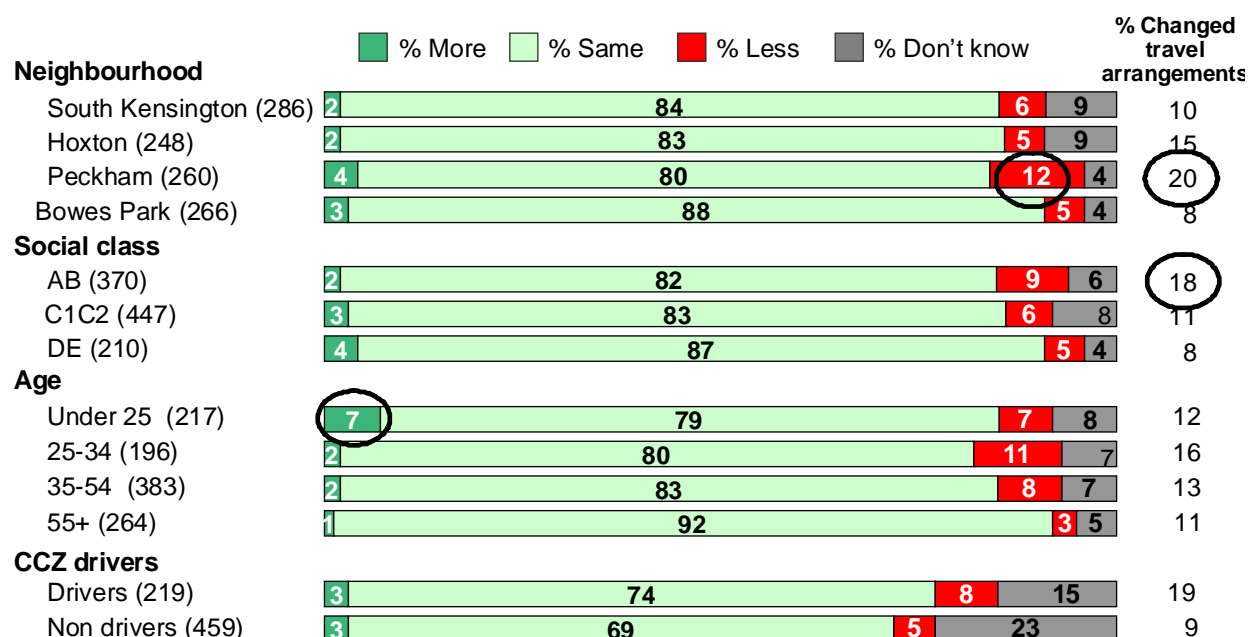 % Changed
travel
arrangements
% More % Same % Less % Don't know
Neighbourhood
South Kensington (286) 2 84 6 9 10
Hoxton (248) 2 83 5 9 15
Peckham (260) 4 80 12 4 20
Bowes Park (266) 3 88 5 4 8
Social class
AB (370) 2 82 9 6 18
C1C2 (447) 3 83 6 8 11
DE (210) 4 87 5 4 8
Age
Under 25 (217) 7 79 7 8 12
25-34 (196) 2 80 11 7 16
35-54 (383) 2 83 8 7 13
55+ (264) 1 92 3 5 11
CCZ drivers
Drivers (219) 3 74 8 15 19
Non drivers (459) 3 69 5 23 9